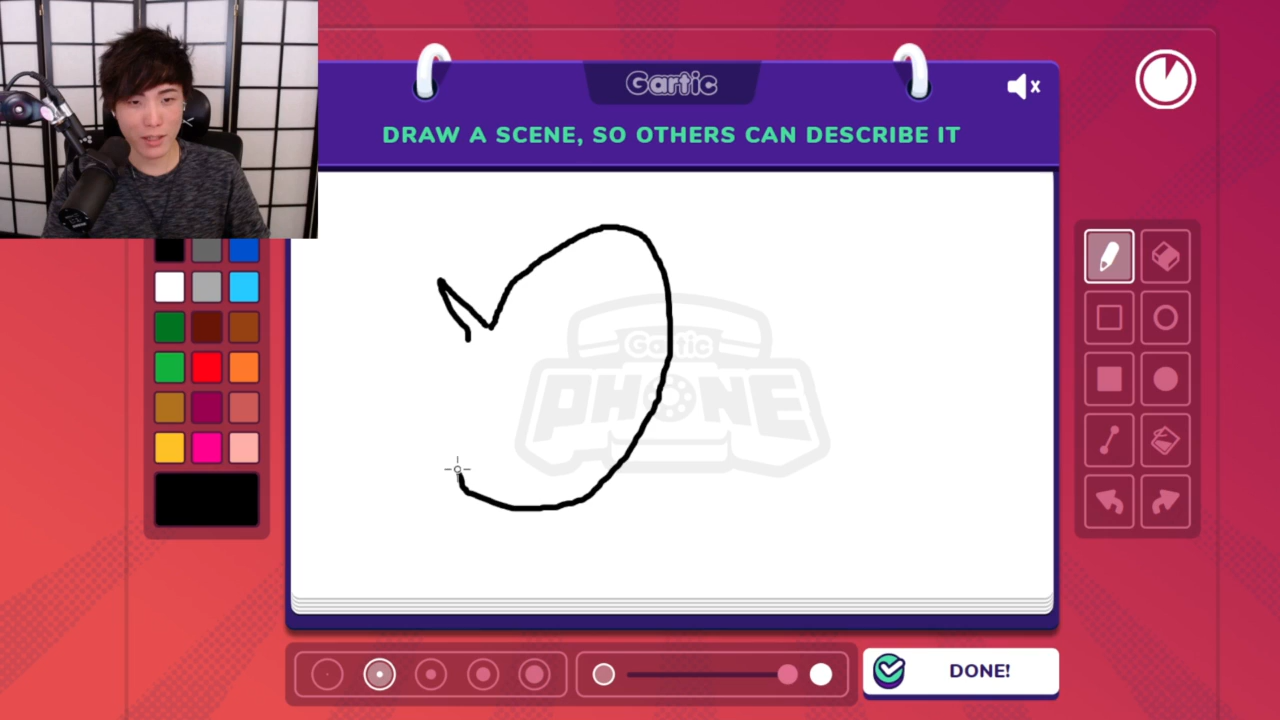 Gartic
DRAW A SCENE, SO OTHERS CAN DESCRIBE IT
Gartic
PHONE
DONE!